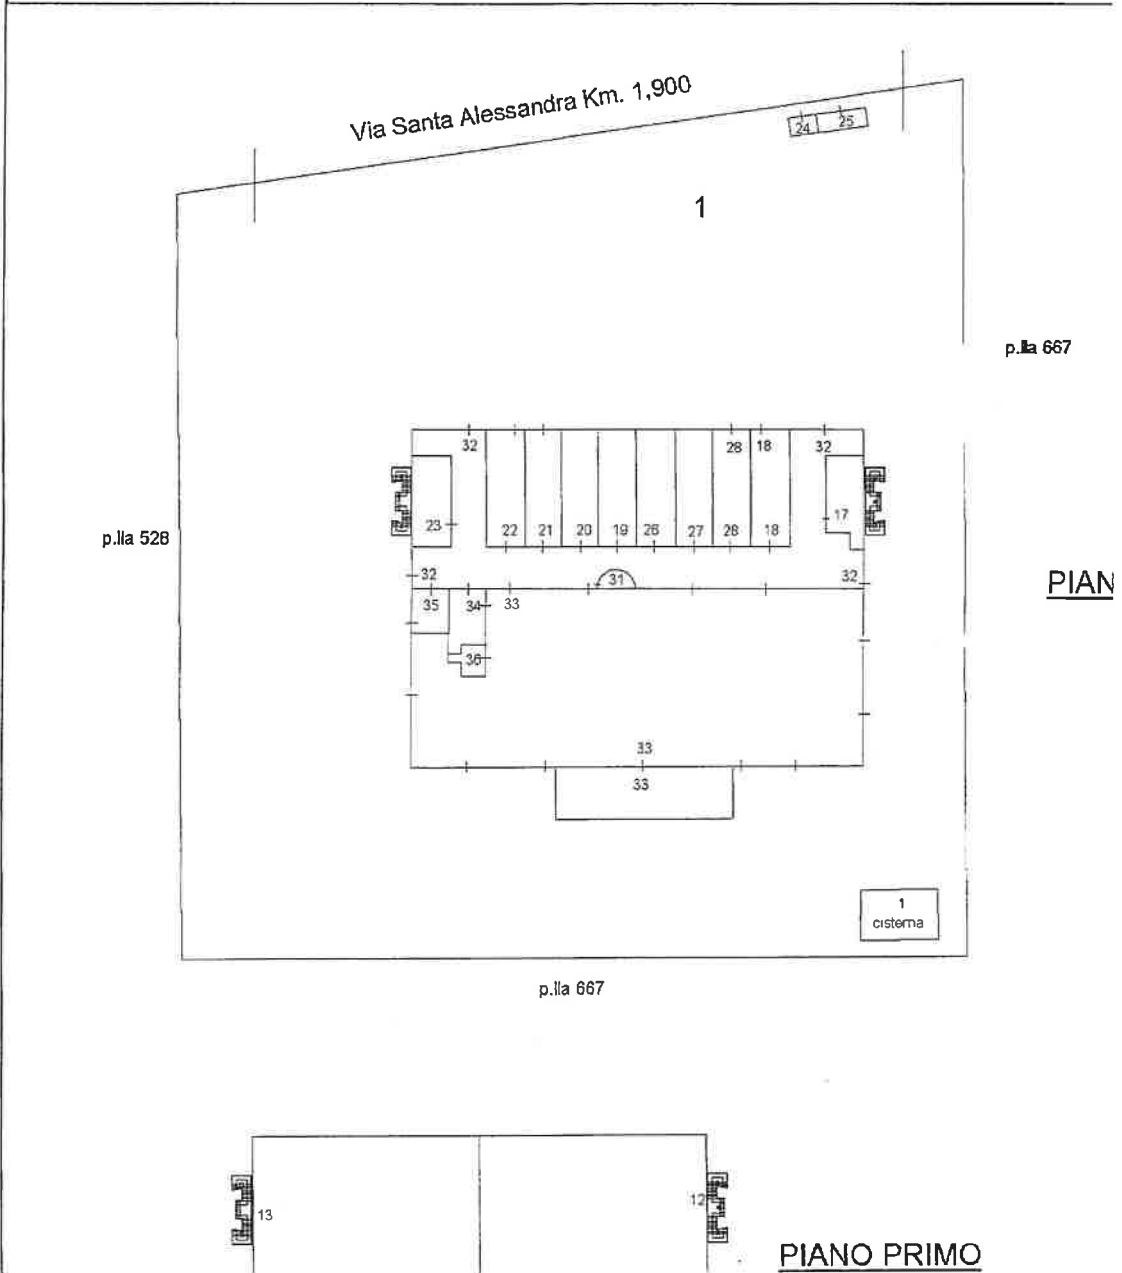 Via Santa Alessandra Km. 1,900
24 25
1
p.lla 667
32 28 18 32
23 22 21 20 19 26 27 28 18 17
p.lla 528
32 31 32
PIAN
35 34 33
36
33
33
1
cisterna
p.lla 667
13 12
PIANO PRIMO